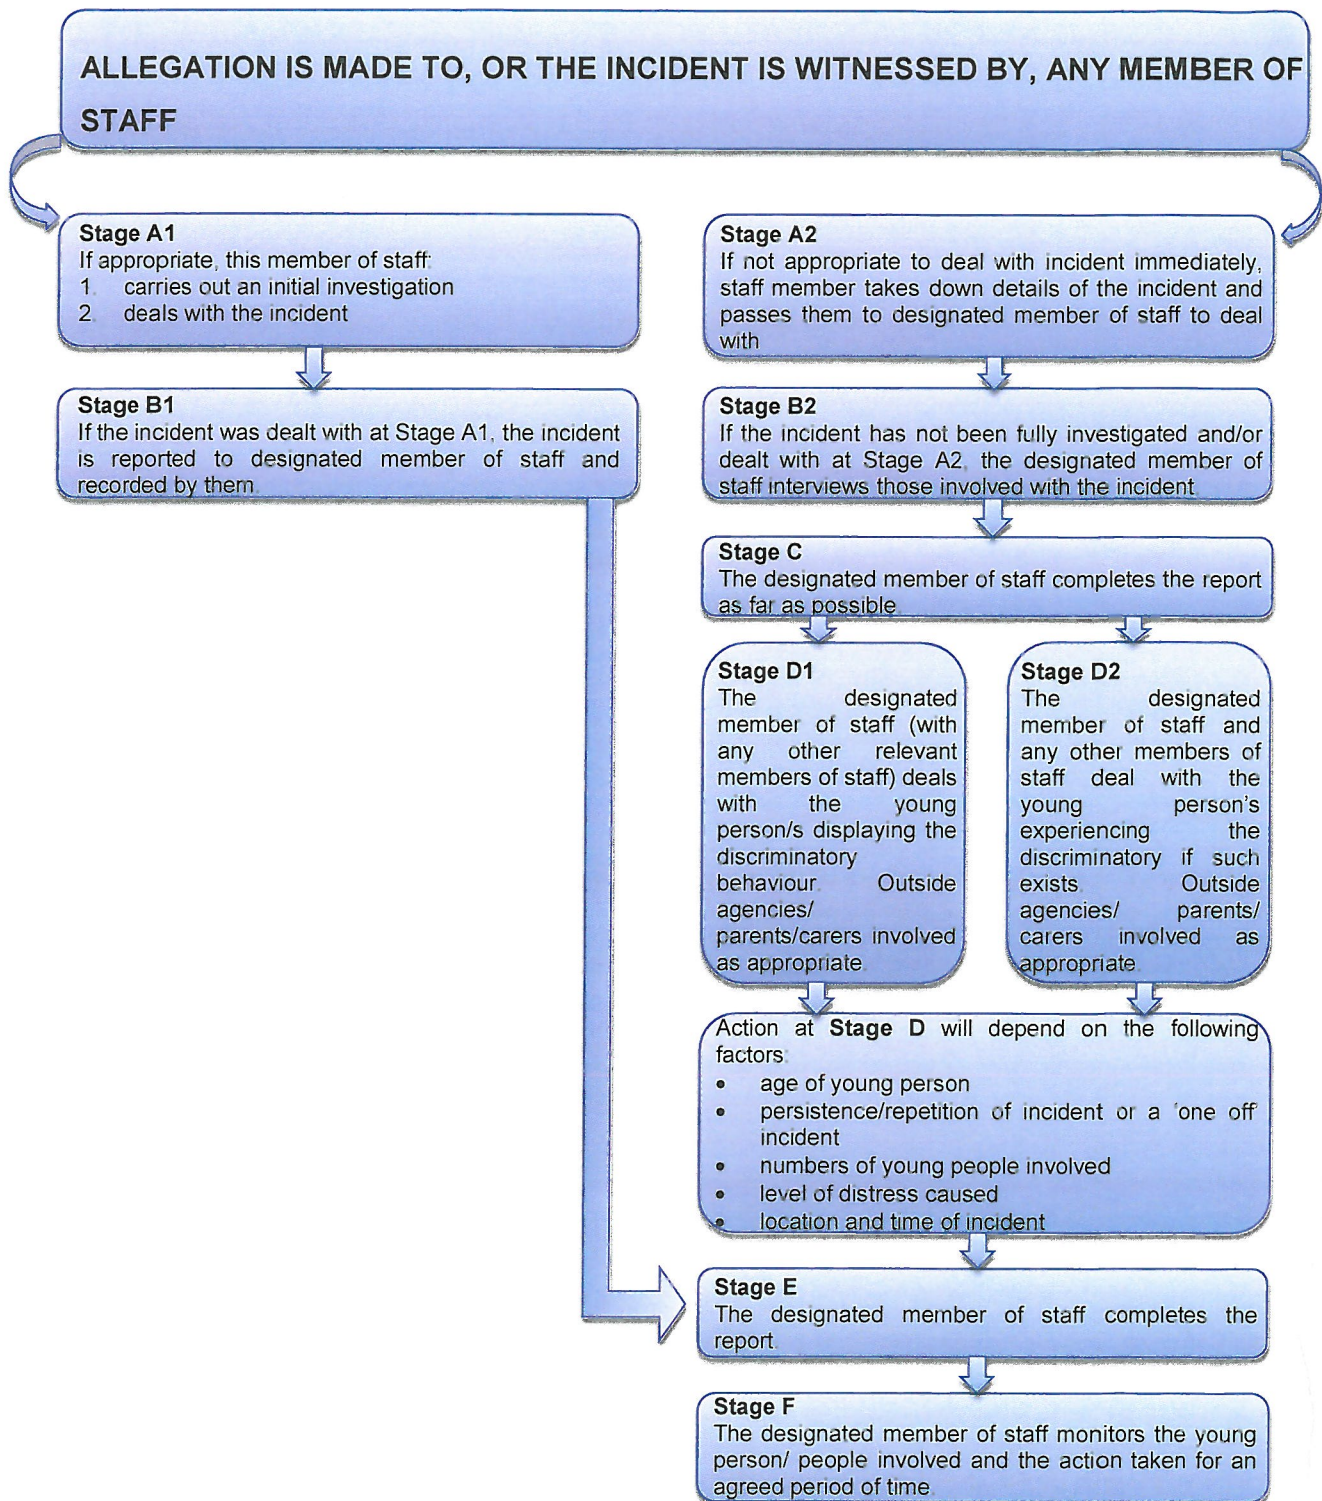 ALLEGATION IS MADE TO, OR THE INCIDENT IS WITNESSED BY, ANY MEMBER OF
STAFF
Stage A1
If appropriate, this member of staff:
1. carries out an initial investigation
2. deals with the incident
Stage B1
If the incident was dealt with at Stage A1, the incident
is reported to designated member of staff and
recorded by them.
Stage A2
If not appropriate to deal with incident immediately,
staff member takes down details of the incident and
passes them to designated member of staff to deal
with
Stage B2
If the incident has not been fully investigated and/or
dealt with at Stage A2, the designated member of
staff interviews those involved with the incident.
Stage C
The designated member of staff completes the report
as far as possible.
Stage D1
The designated
member of staff (with
any other relevant
members of staff) deals
with the young
person/s displaying the
discriminatory
behaviour. Outside
agencies/
parents/carers involved
as appropriate.
Stage D2
The designated
member of staff and
any other members of
staff deal with the
young person's
experiencing the
discriminatory if such
exists. Outside
agencies/ parents/
carers involved as
appropriate.
Action at Stage D will depend on the following
factors:
• age of young person
• persistence/repetition of incident or a 'one off'
incident
• numbers of young people involved
• level of distress caused
• location and time of incident
Stage E
The designated member of staff completes the
report.
Stage F
The designated member of staff monitors the young
person/ people involved and the action taken for an
agreed period of time.